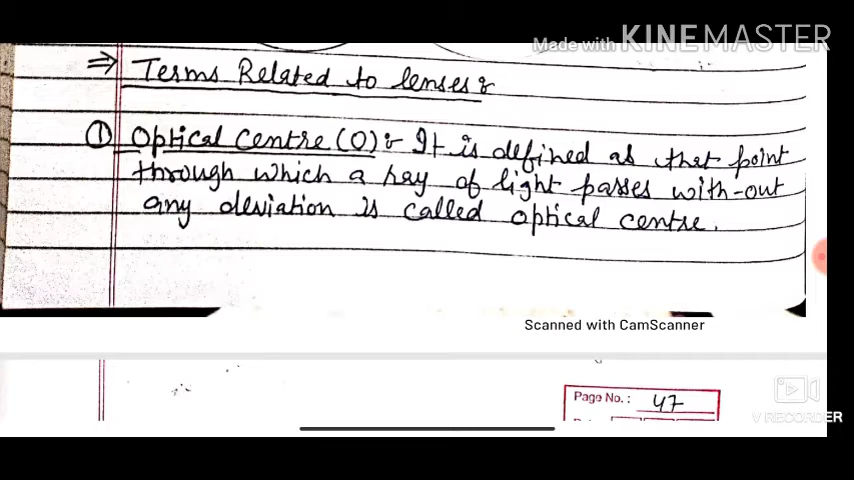 Made with KINEMASTER
⇒ Terms Related to lenses:
① Optical Centre (O):- It is defined as that point
through which a ray of light passes with-out
any deviation is called optical centre.
Scanned with CamScanner
Page No.: 47
V RECORDER